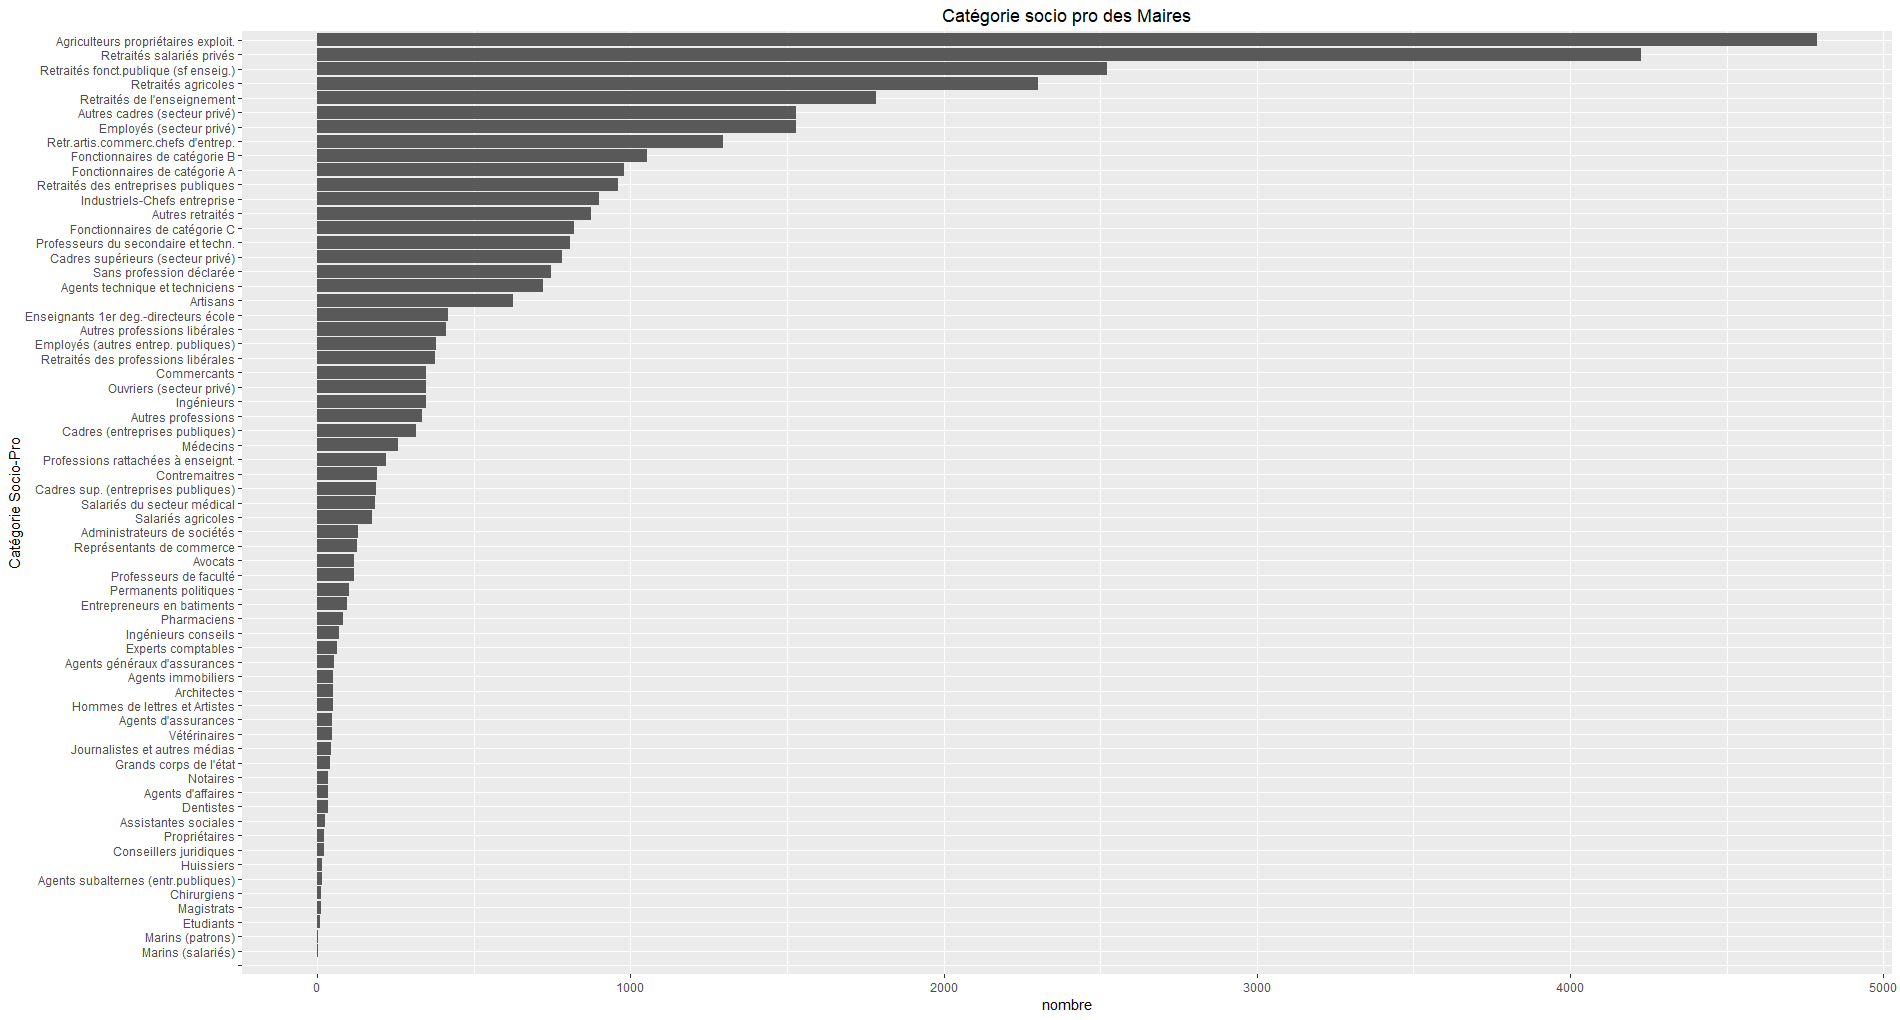 Catégorie socio pro des Maires
Agriculteurs propriétaires exploit.
Retraités salariés privés
Retraités fonct.publique (sf enseig.)
Retraités agricoles
Retraités de l'enseignement
Autres cadres (secteur privé)
Employés (secteur privé)
Retr.artis.commerc.chefs d'entrep.
Fonctionnaires de catégorie B
Fonctionnaires de catégorie A
Retraités des entreprises publiques
Industriels-Chefs entreprise
Autres retraités
Fonctionnaires de catégorie C
Professeurs du secondaire et techn.
Cadres supérieurs (secteur privé)
Sans profession déclarée
Agents technique et techniciens
Artisans
Enseignants 1er deg.-directeurs école
Autres professions libérales
Employés (autres entrep. publiques)
Retraités des professions libérales
Commercants
Ouvriers (secteur privé)
Ingénieurs
Autres professions
Cadres (entreprises publiques)
Médecins
Professions rattachées à enseignt.
Contremaitres
Cadres sup. (entreprises publiques)
Salariés du secteur médical
Salariés agricoles
Administrateurs de sociétés
Représentants de commerce
Avocats
Professeurs de faculté
Permanents politiques
Entrepreneurs en batiments
Pharmaciens
Ingénieurs conseils
Experts comptables
Agents généraux d'assurances
Agents immobiliers
Architectes
Hommes de lettres et Artistes
Agents d'assurances
Vétérinaires
Journalistes et autres médias
Grands corps de l'état
Notaires
Agents d'affaires
Dentistes
Assistantes sociales
Propriétaires
Conseillers juridiques
Huissiers
Agents subalternes (entr.publiques)
Chirurgiens
Magistrats
Etudiants
Marins (patrons)
Marins (salariés)
Catégorie Socio-Pro
0 1000 2000 3000 4000 5000
nombre